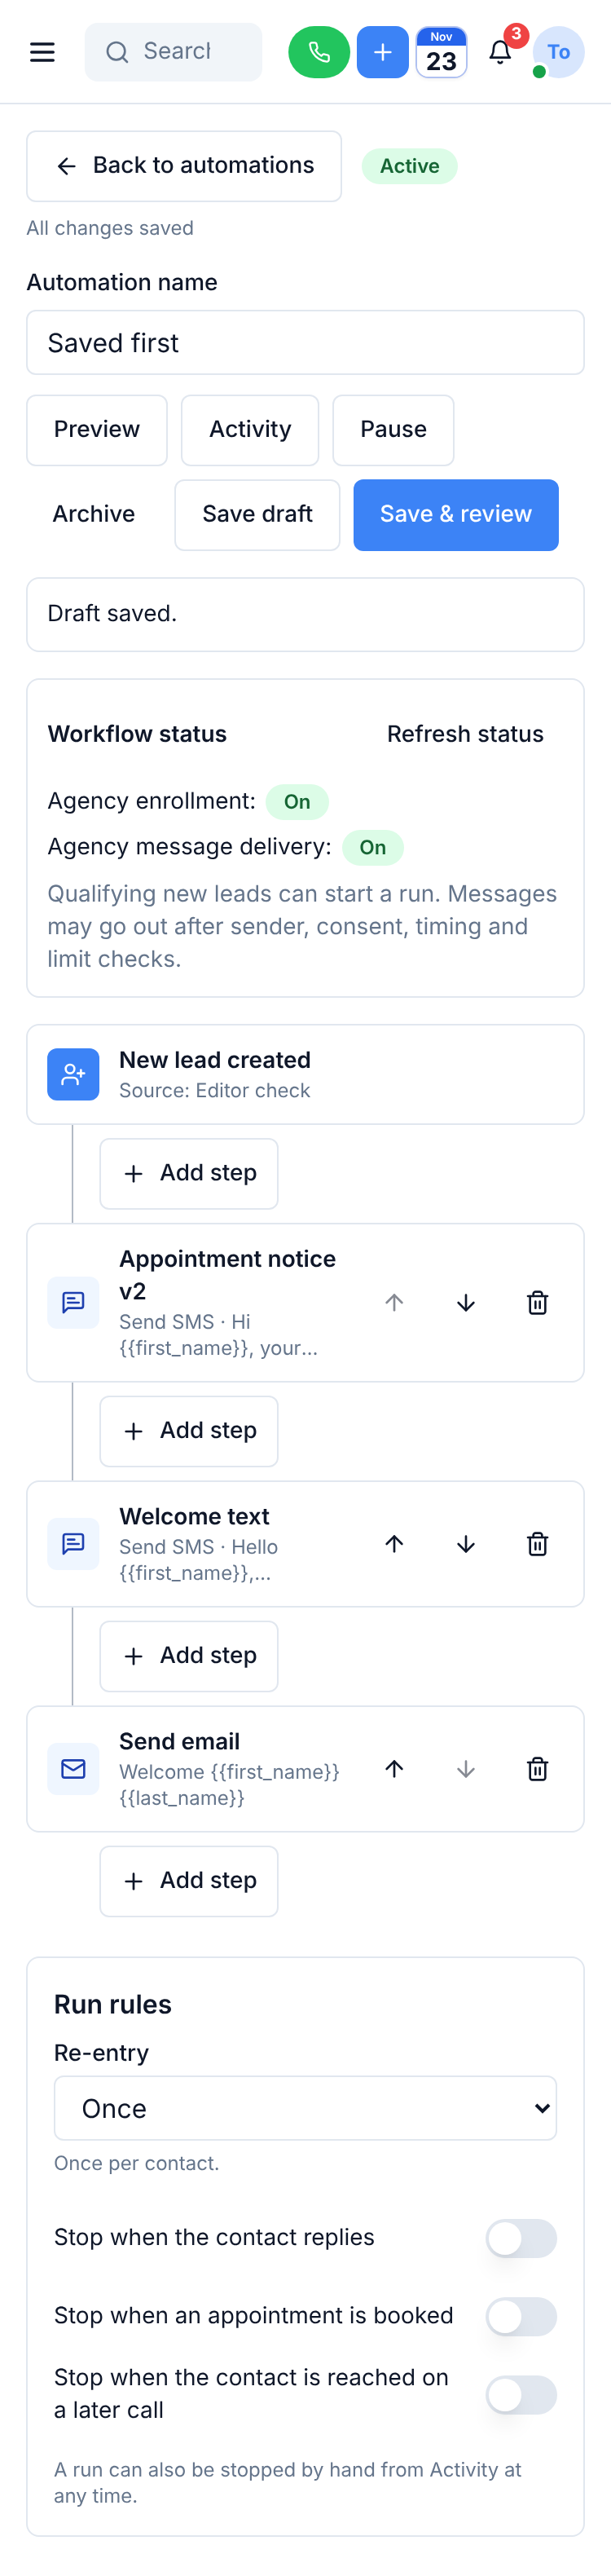 Search
Nov
23
3
To
Back to automations
Active
All changes saved
Automation name
Saved first
Preview
Activity
Pause
Archive
Save draft
Save & review
Draft saved.
Workflow status
Refresh status
Agency enrollment: On
Agency message delivery: On
Qualifying new leads can start a run. Messages
may go out after sender, consent, timing and
limit checks.
New lead created
Source: Editor check
Add step
Appointment notice
v2
Send SMS · Hi
{{first_name}}, your...
Add step
Welcome text
Send SMS · Hello
{{first_name}},...
Add step
Send email
Welcome {{first_name}}
{{last_name}}
Add step
Run rules
Re-entry
Once
Once per contact.
Stop when the contact replies
Stop when an appointment is booked
Stop when the contact is reached on
a later call
A run can also be stopped by hand from Activity at
any time.